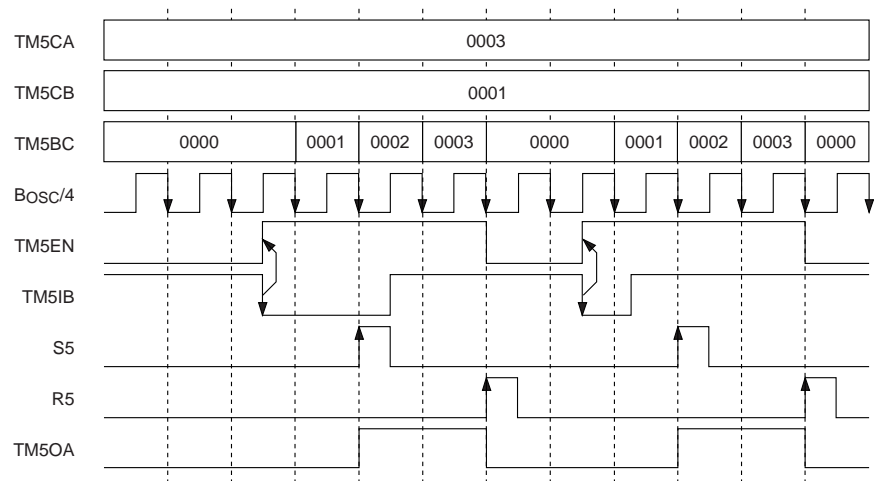 TM5CA 0003
TM5CB 0001
TM5BC 0000 0001 0002 0003 0000 0001 0002 0003 0000
BOSC/4
TM5EN
TM5IB
S5
R5
TM5OA